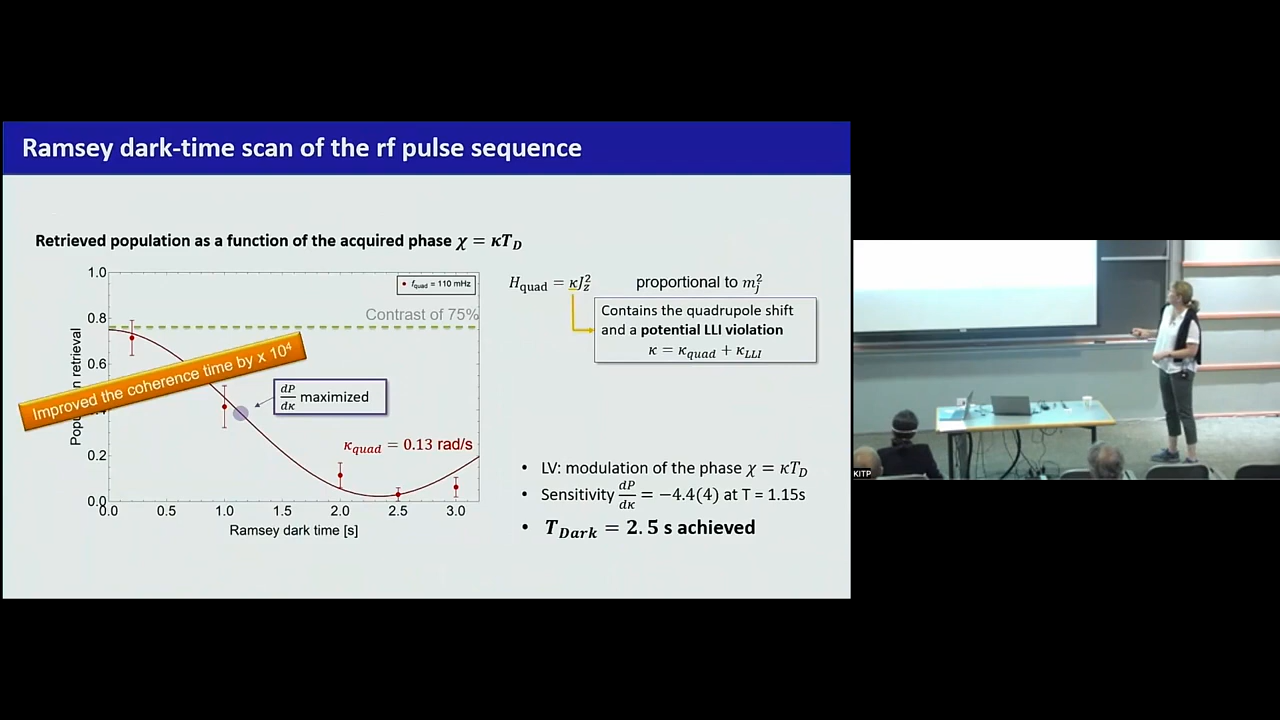 Ramsey dark-time scan of the rf pulse sequence
Retrieved population as a function of the acquired phase χ = κT_D
1.0
0.8
0.6
0.2
0.0
f_quad = 110 mHz
Contrast of 75%
Improved the coherence time by x 10⁴
dP/dκ maximized
κ_quad = 0.13 rad/s
0.0 0.5 1.0 1.5 2.0 2.5 3.0
Ramsey dark time [s]
H_quad = κJ_z² proportional to m_j²
Contains the quadrupole shift
and a potential LLI violation
κ = κ_quad + κ_LLI
• LV: modulation of the phase χ = κT_D
• Sensitivity dP/dκ = −4.4(4) at T = 1.15s
• T_Dark = 2.5 s achieved
KITP